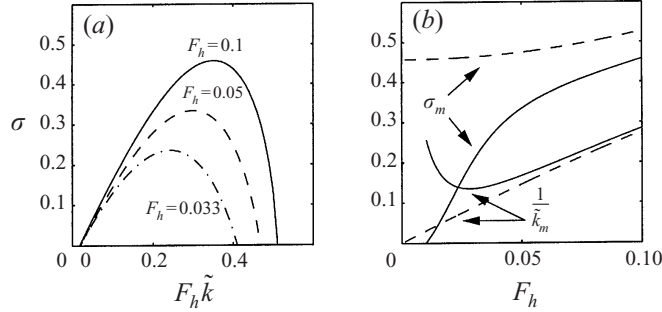 (a)
0.5
0.4
0.3
0.2
0.1
σ
F_h = 0.1
F_h = 0.05
F_h = 0.033
0 0 0.2 0.4
F_h k̃
(b)
0.5
0.4
0.3
0.2
0.1
σ_m
1
k̃_m
0 0.05 0.10
F_h